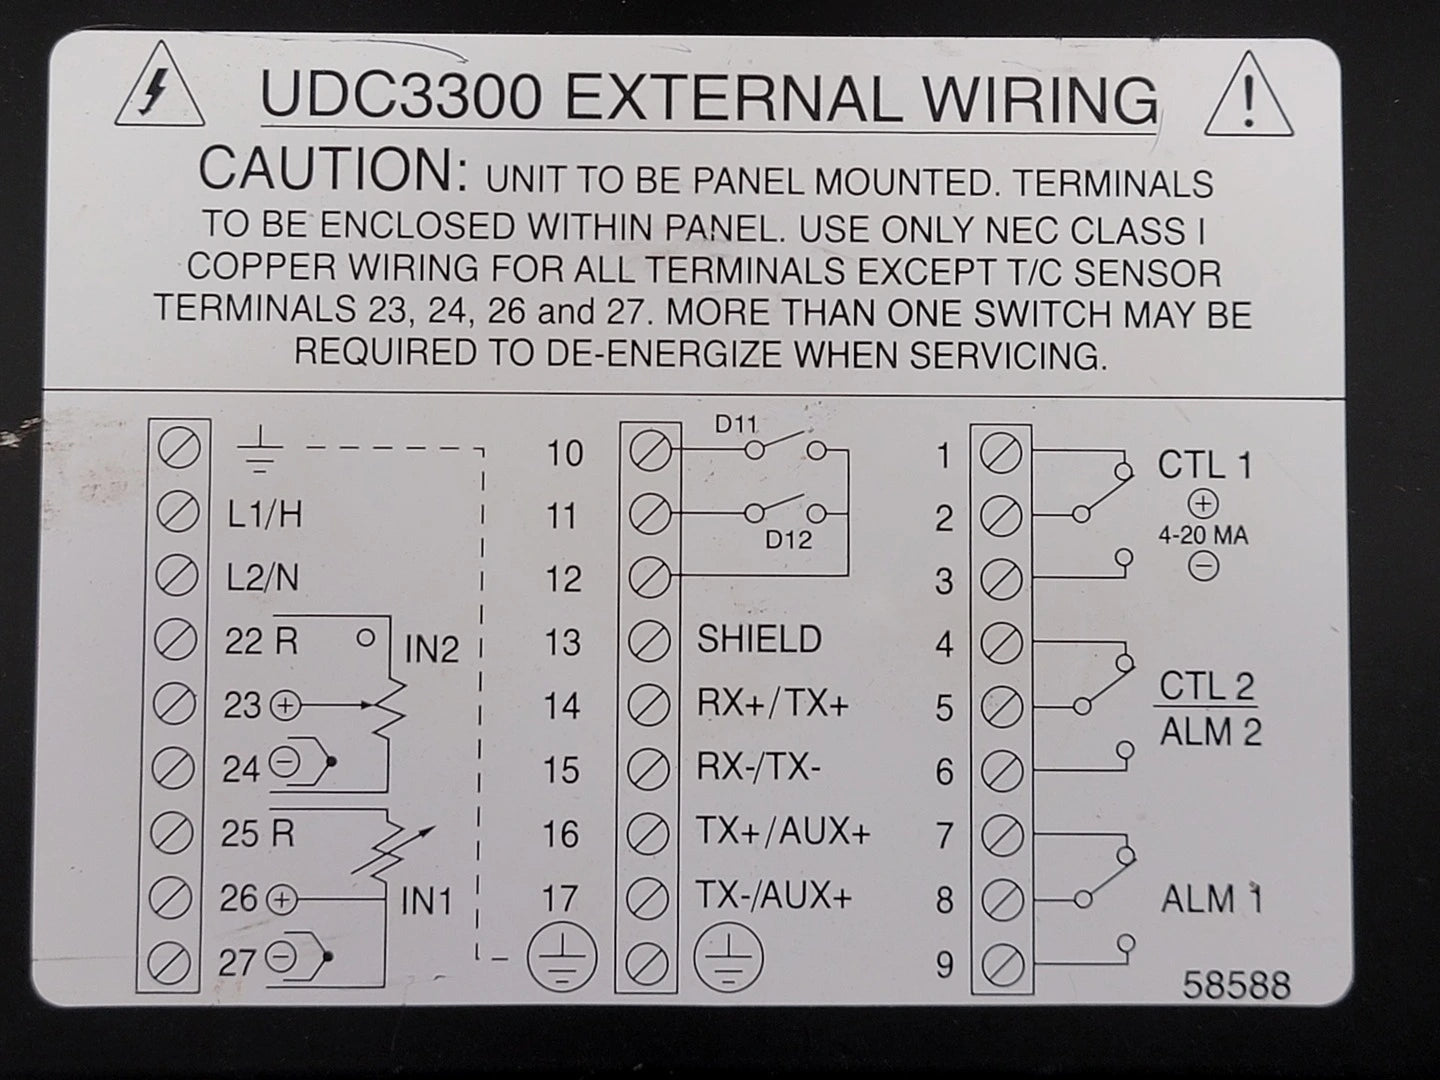 UDC3300 EXTERNAL WIRING
CAUTION: UNIT TO BE PANEL MOUNTED. TERMINALS
TO BE ENCLOSED WITHIN PANEL. USE ONLY NEC CLASS I
COPPER WIRING FOR ALL TERMINALS EXCEPT T/C SENSOR
TERMINALS 23, 24, 26 and 27. MORE THAN ONE SWITCH MAY BE
REQUIRED TO DE-ENERGIZE WHEN SERVICING.
L1/H
L2/N
22 R
IN2
23 +
24 -
25 R
26 +
IN1
27 -
10
D11
11
D12
12
13 SHIELD
14 RX+/TX+
15 RX-/TX-
16 TX+/AUX+
17 TX-/AUX+
1
CTL 1
+
2
4-20 MA
-
3
4
CTL 2
5
ALM 2
6
7
8
ALM 1
9
58588